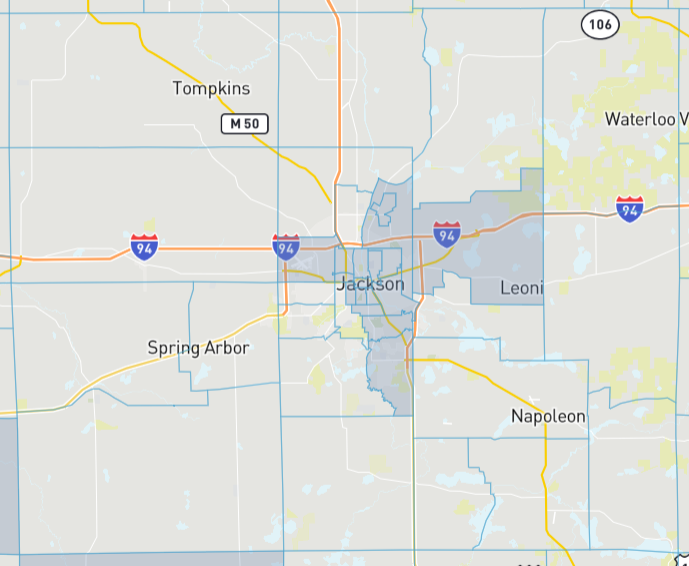 106
Tompkins
M 50
Waterloo V
94
94
94
94
Jackson
Leoni
Spring Arbor
Napoleon